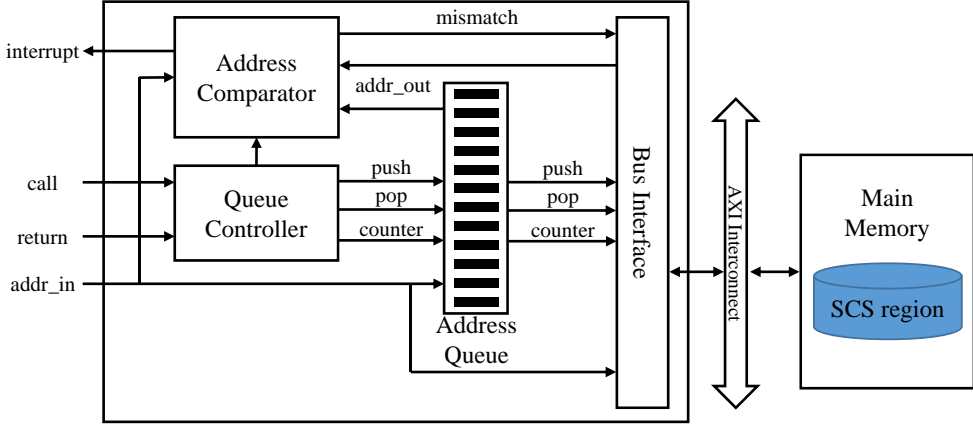 mismatch
interrupt
Address
Comparator
addr_out
call
return
addr_in
Queue
Controller
push
pop
counter
push
pop
counter
Address
Queue
Bus Interface
AXI Interconnect
Main
Memory
SCS region